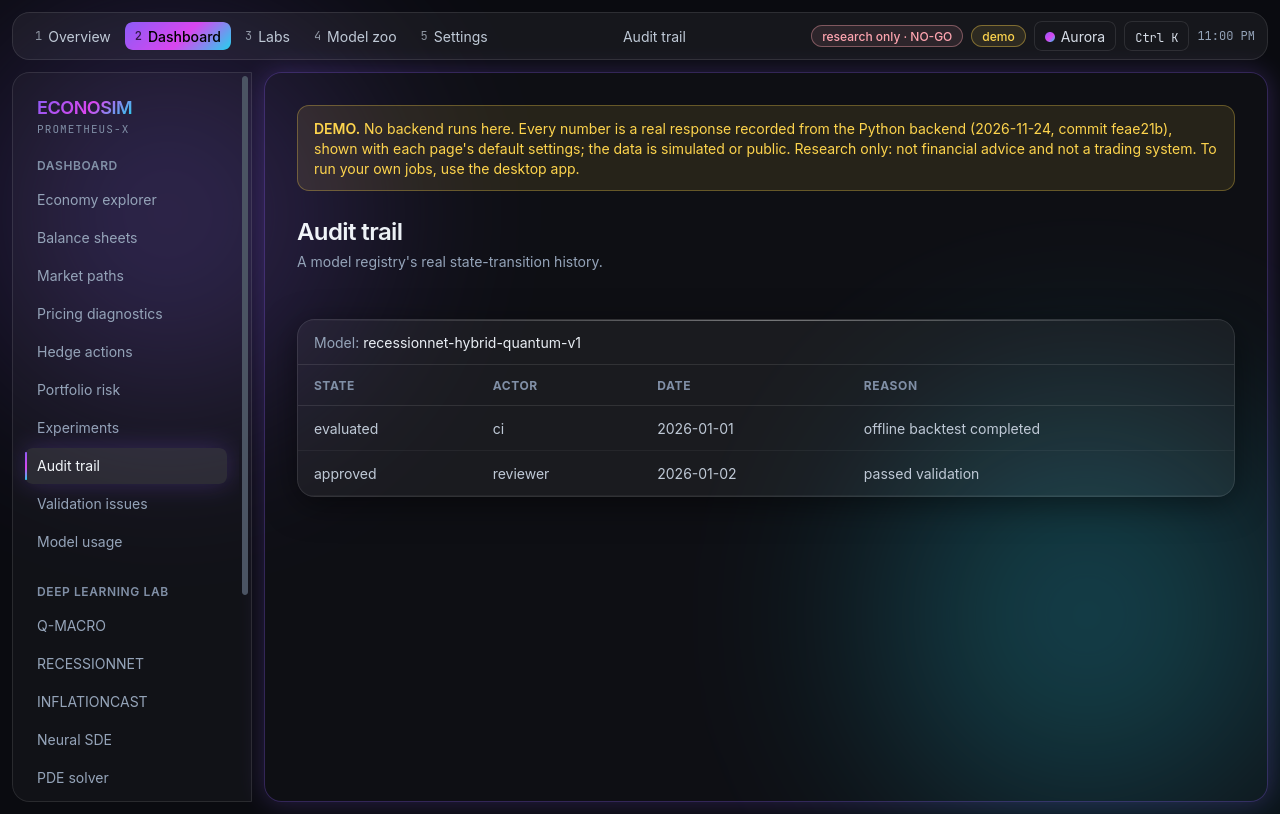 1 Overview 2 Dashboard 3 Labs 4 Model zoo 5 Settings Audit trail research only · NO-GO demo Aurora Ctrl K 11:00 PM
ECONOSIM
PROMETHEUS-X
DASHBOARD
Economy explorer
Balance sheets
Market paths
Pricing diagnostics
Hedge actions
Portfolio risk
Experiments
Audit trail
Validation issues
Model usage
DEEP LEARNING LAB
Q-MACRO
RECESSIONNET
INFLATIONCAST
Neural SDE
PDE solver
DEMO. No backend runs here. Every number is a real response recorded from the Python backend (2026-11-24, commit feae21b),
shown with each page's default settings; the data is simulated or public. Research only: not financial advice and not a trading system. To
run your own jobs, use the desktop app.
Audit trail
A model registry's real state-transition history.
Model: recessionnet-hybrid-quantum-v1
STATE ACTOR DATE REASON
evaluated ci 2026-01-01 offline backtest completed
approved reviewer 2026-01-02 passed validation